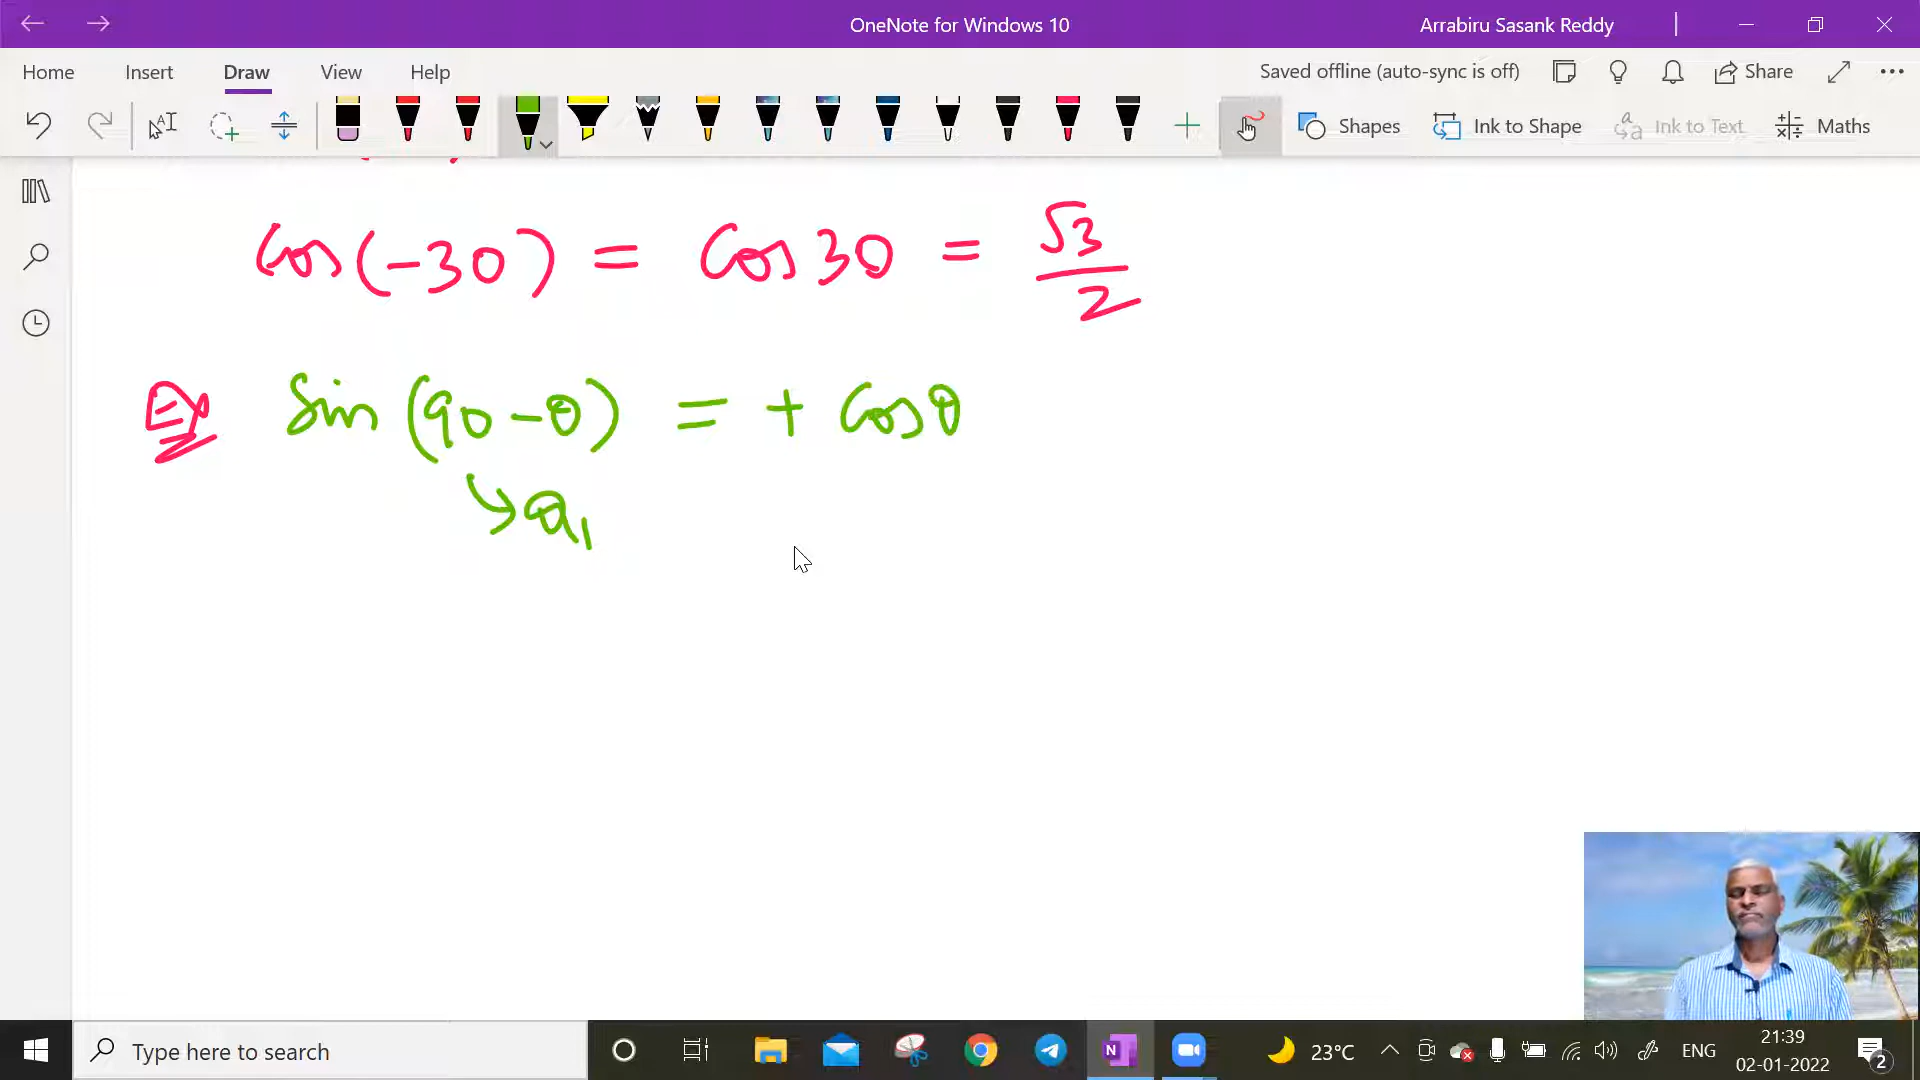 OneNote for Windows 10
Arrabiru Sasank Reddy
Home Insert Draw View Help
Saved offline (auto-sync is off) Share
Shapes Ink to Shape Ink to Text Maths
Cos(-30) = Cos 30 = √3/2
Ex Sin (90-θ) = + Cosθ
↘ Q1
Type here to search
23°C
ENG
21:39
02-01-2022
2